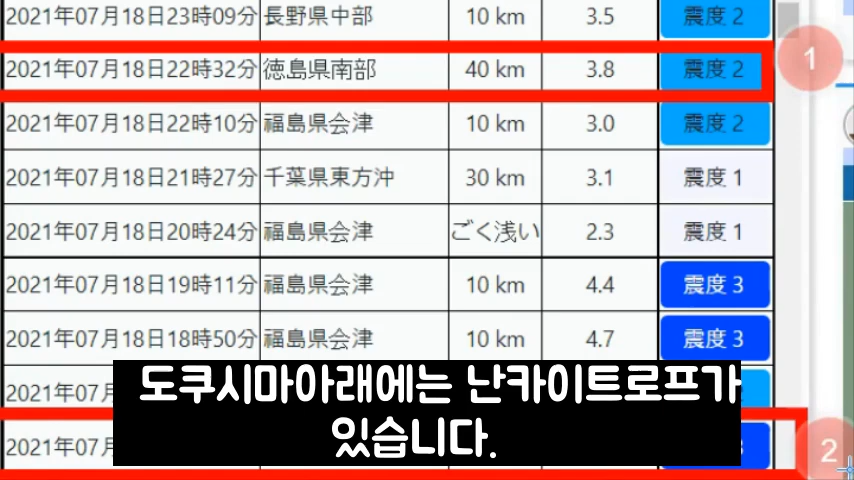 2021年07月18日23時09分 長野県中部 10 km 3.5 震度 2
2021年07月18日22時32分 徳島県南部 40 km 3.8 震度 2
1
2021年07月18日22時10分 福島県会津 10 km 3.0 震度 2
2021年07月18日21時27分 千葉県東方沖 30 km 3.1 震度 1
2021年07月18日20時24分 福島県会津 ごく浅い 2.3 震度 1
2021年07月18日19時11分 福島県会津 10 km 4.4 震度 3
2021年07月18日18時50分 福島県会津 10 km 4.7 震度 3
2021年07月
도쿠시마아래에는 난카이트로프가
있습니다.
2021年07月
2